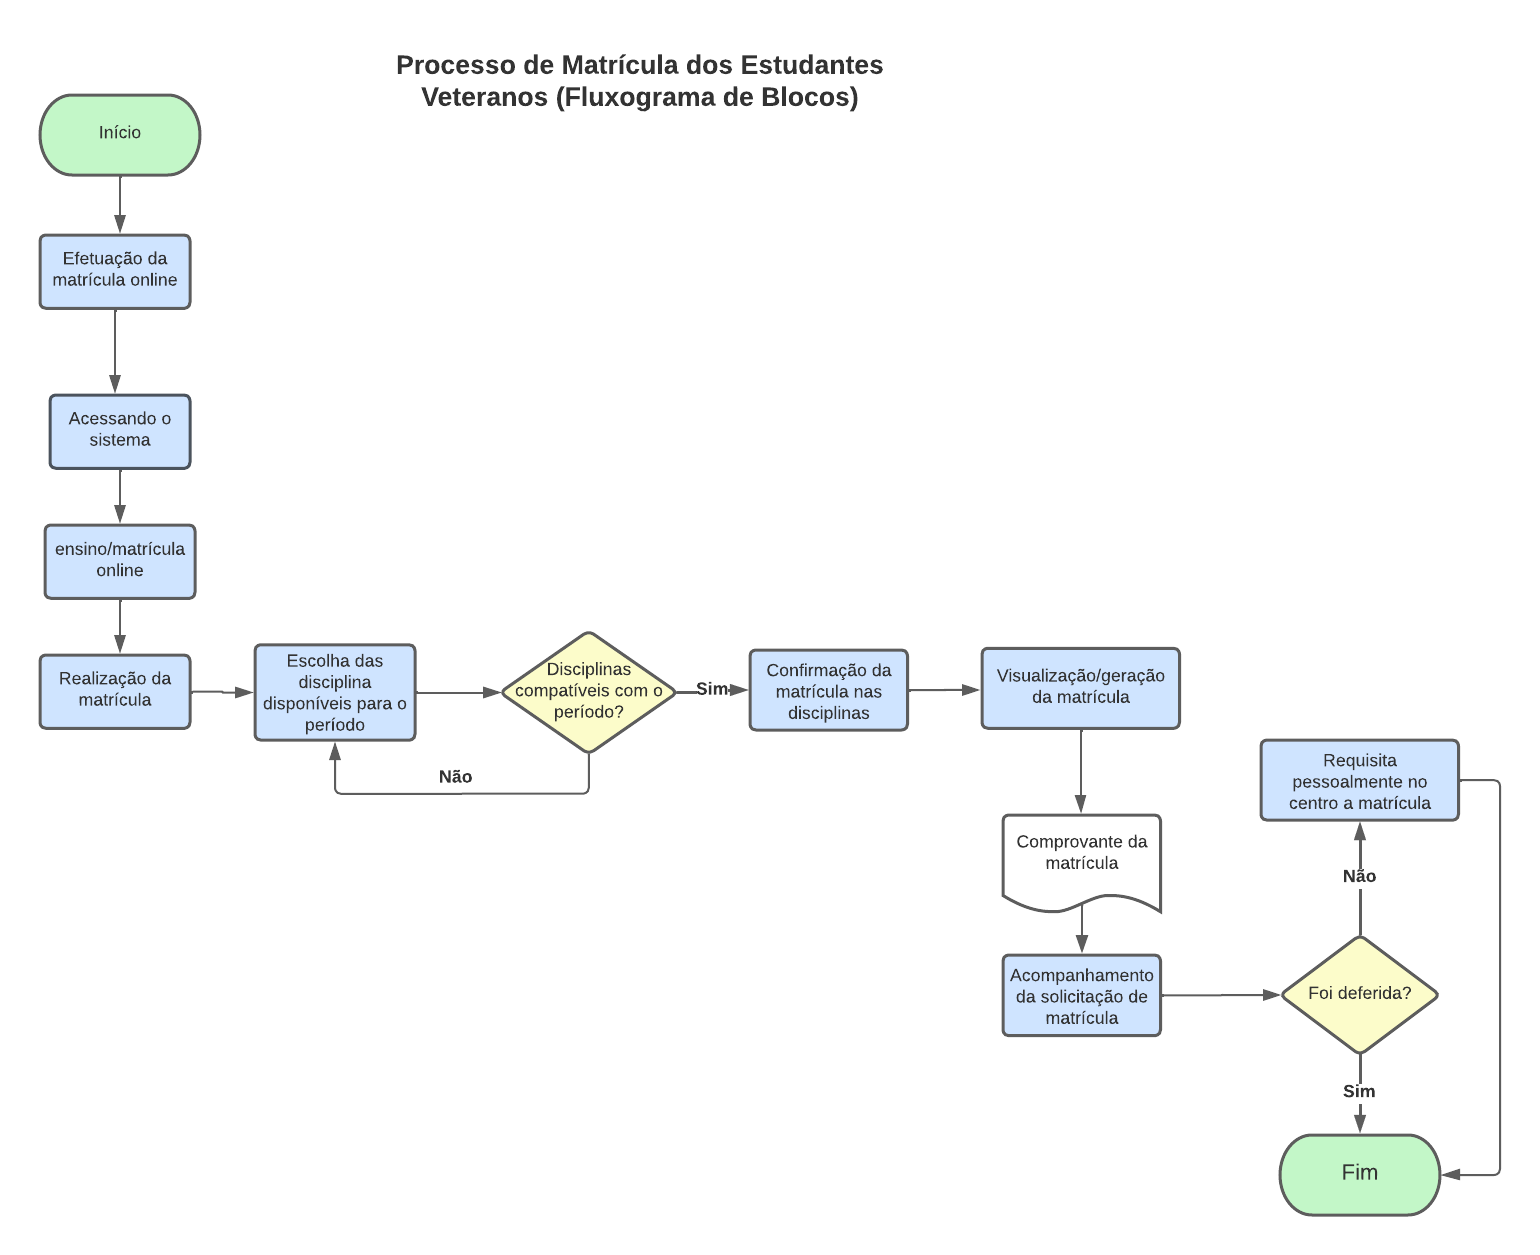 Processo de Matrícula dos Estudantes
Veteranos (Fluxograma de Blocos)
Início
Efetuação da
matrícula online
Acessando o
sistema
ensino/matrícula
online
Realização da
matrícula
Escolha das
disciplina
disponíveis para o
período
Disciplinas
compatíveis com o
período?
Não
Sim
Confirmação da
matrícula nas
disciplinas
Visualização/geração
da matrícula
Comprovante da
matrícula
Acompanhamento
da solicitação de
matrícula
Foi deferida?
Não
Requisita
pessoalmente no
centro a matrícula
Sim
Fim